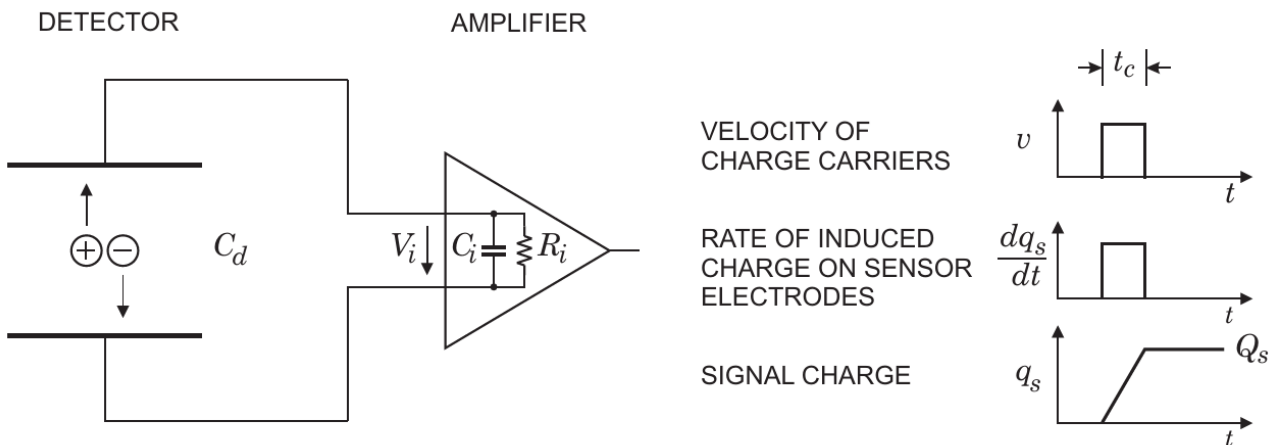 DETECTOR
AMPLIFIER
+ −
C_d
V_i
C_i
R_i
t_c
VELOCITY OF
CHARGE CARRIERS
v
t
RATE OF INDUCED
CHARGE ON SENSOR
ELECTRODES
dq_s
dt
t
SIGNAL CHARGE
q_s
Q_s
t